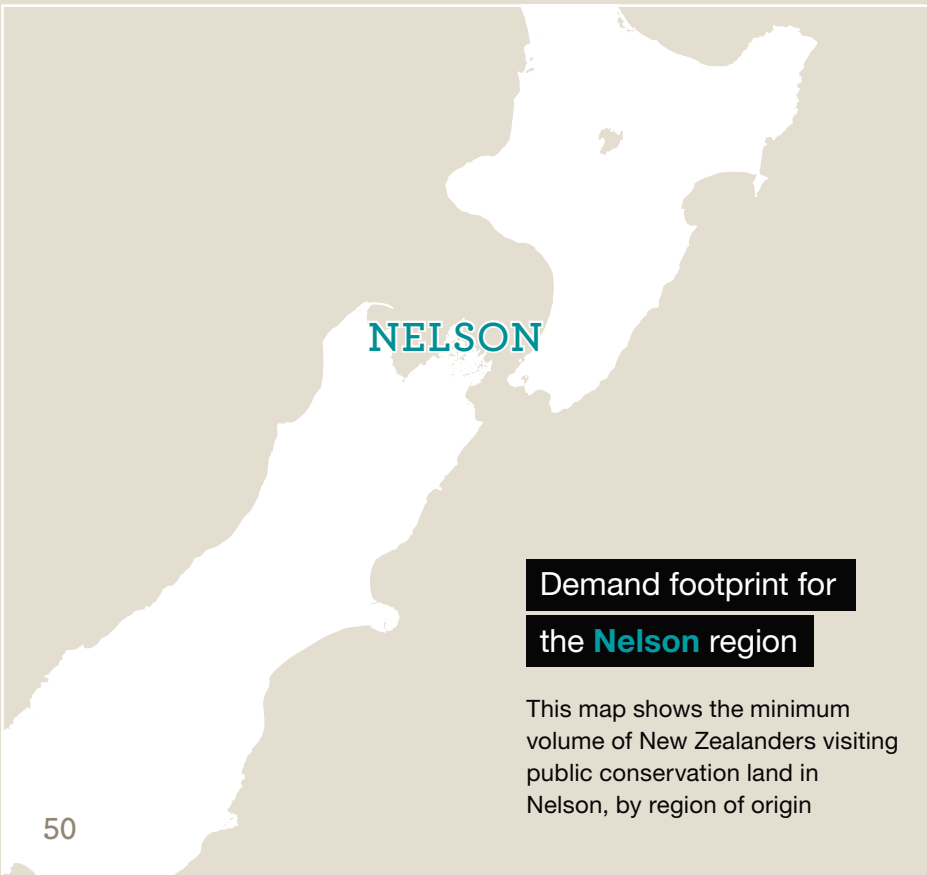 NELSON
Demand footprint for
the Nelson region
This map shows the minimum
volume of New Zealanders visiting
public conservation land in
Nelson, by region of origin
50